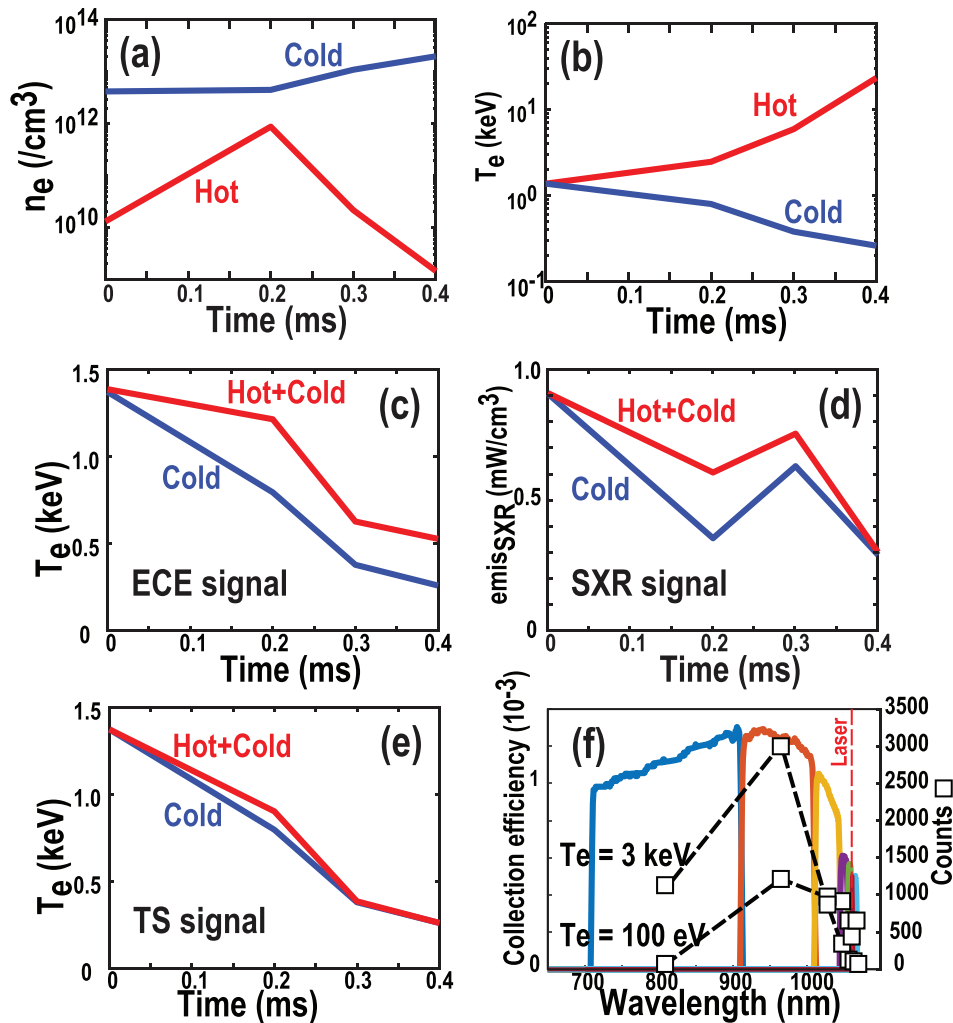 (a)
n_e (/cm^3)
10^14
10^12
10^10
Cold
Hot
0 0.1 0.2 0.3 0.4
Time (ms)
(b)
T_e (keV)
10^2
10^1
10^0
10^-1
Hot
Cold
0 0.1 0.2 0.3 0.4
Time (ms)
(c)
T_e (keV)
1.5
1.0
0.5
0
Hot+Cold
Cold
ECE signal
0 0.1 0.2 0.3 0.4
Time (ms)
(d)
emis_SXR (mW/cm^3)
1.0
0.5
0
Hot+Cold
Cold
SXR signal
0 0.1 0.2 0.3 0.4
Time (ms)
(e)
T_e (keV)
1.5
1.0
0.5
0
Hot+Cold
Cold
TS signal
0 0.1 0.2 0.3 0.4
Time (ms)
(f)
Collection efficiency (10^-3)
1
0
Laser
Te = 3 keV
Te = 100 eV
3500
3000
2500
2000
1500
1000
500
0
Counts
700 800 900 1000
Wavelength (nm)